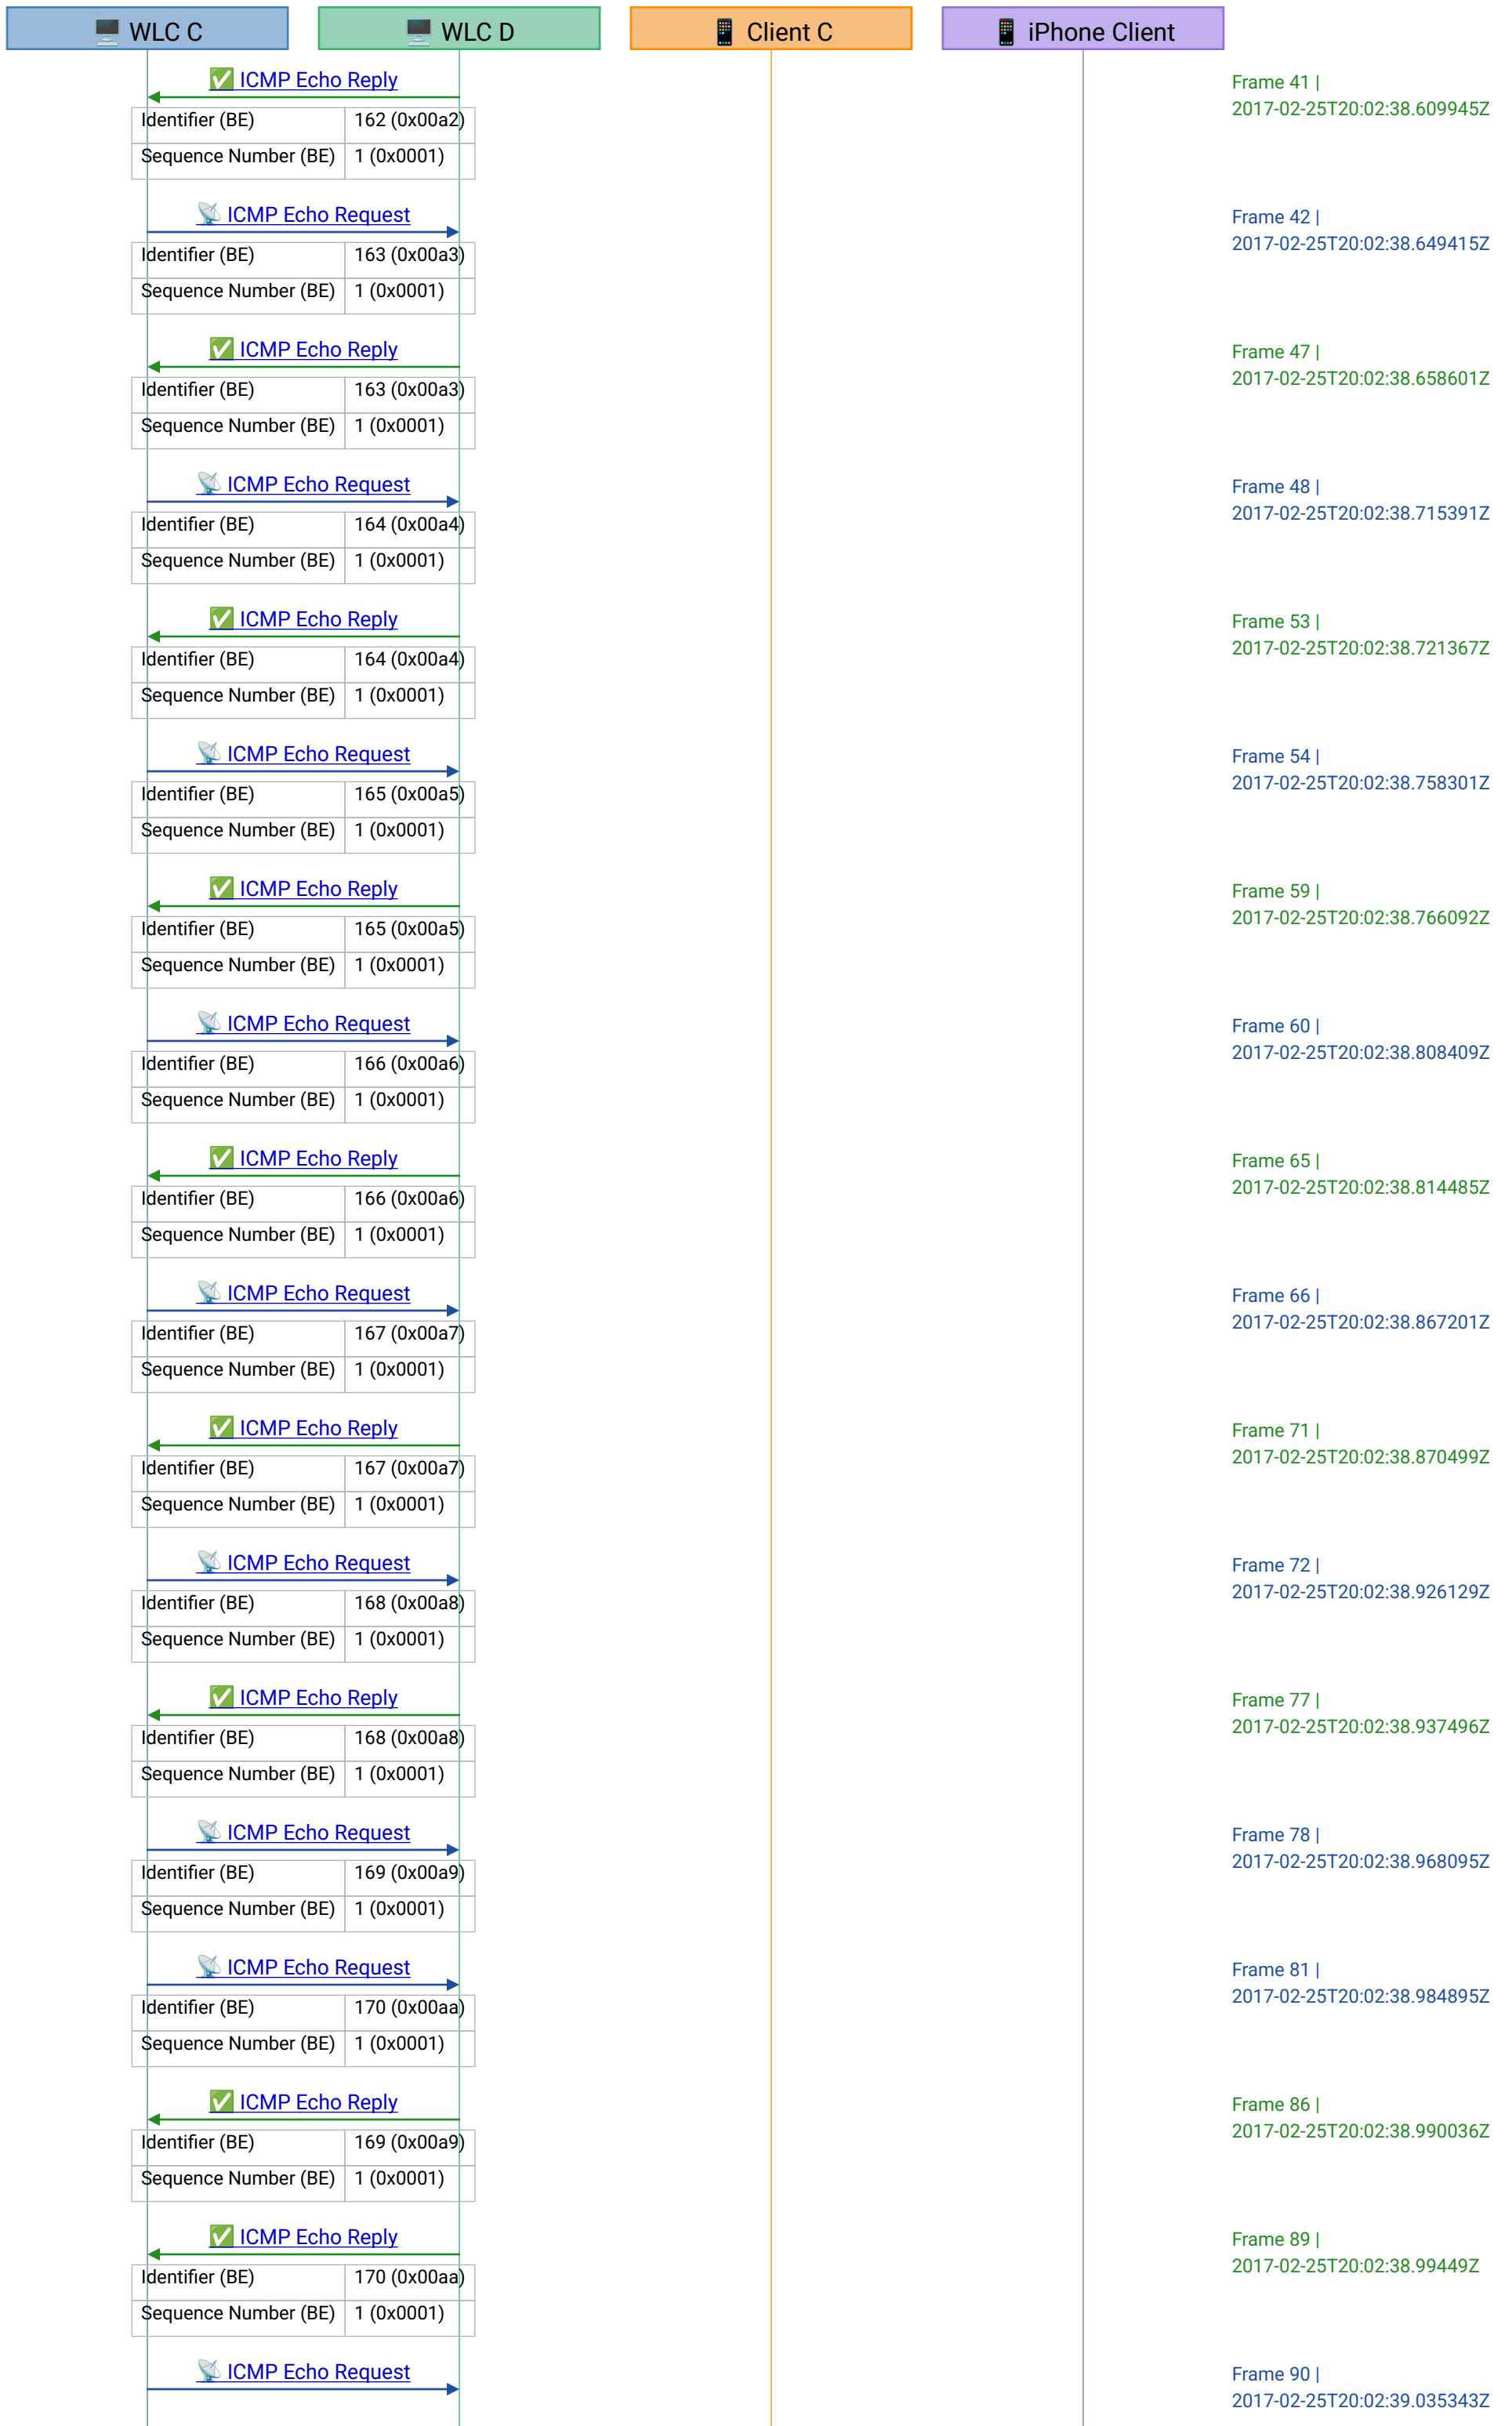 WLC C
WLC D
Client C
iPhone Client
ICMP Echo Reply
Frame 41 |
2017-02-25T20:02:38.609945Z
Identifier (BE) 162 (0x00a2)
Sequence Number (BE) 1 (0x0001)
ICMP Echo Request
Frame 42 |
2017-02-25T20:02:38.649415Z
Identifier (BE) 163 (0x00a3)
Sequence Number (BE) 1 (0x0001)
ICMP Echo Reply
Frame 47 |
2017-02-25T20:02:38.658601Z
Identifier (BE) 163 (0x00a3)
Sequence Number (BE) 1 (0x0001)
ICMP Echo Request
Frame 48 |
2017-02-25T20:02:38.715391Z
Identifier (BE) 164 (0x00a4)
Sequence Number (BE) 1 (0x0001)
ICMP Echo Reply
Frame 53 |
2017-02-25T20:02:38.721367Z
Identifier (BE) 164 (0x00a4)
Sequence Number (BE) 1 (0x0001)
ICMP Echo Request
Frame 54 |
2017-02-25T20:02:38.758301Z
Identifier (BE) 165 (0x00a5)
Sequence Number (BE) 1 (0x0001)
ICMP Echo Reply
Frame 59 |
2017-02-25T20:02:38.766092Z
Identifier (BE) 165 (0x00a5)
Sequence Number (BE) 1 (0x0001)
ICMP Echo Request
Frame 60 |
2017-02-25T20:02:38.808409Z
Identifier (BE) 166 (0x00a6)
Sequence Number (BE) 1 (0x0001)
ICMP Echo Reply
Frame 65 |
2017-02-25T20:02:38.814485Z
Identifier (BE) 166 (0x00a6)
Sequence Number (BE) 1 (0x0001)
ICMP Echo Request
Frame 66 |
2017-02-25T20:02:38.867201Z
Identifier (BE) 167 (0x00a7)
Sequence Number (BE) 1 (0x0001)
ICMP Echo Reply
Frame 71 |
2017-02-25T20:02:38.870499Z
Identifier (BE) 167 (0x00a7)
Sequence Number (BE) 1 (0x0001)
ICMP Echo Request
Frame 72 |
2017-02-25T20:02:38.926129Z
Identifier (BE) 168 (0x00a8)
Sequence Number (BE) 1 (0x0001)
ICMP Echo Reply
Frame 77 |
2017-02-25T20:02:38.937496Z
Identifier (BE) 168 (0x00a8)
Sequence Number (BE) 1 (0x0001)
ICMP Echo Request
Frame 78 |
2017-02-25T20:02:38.968095Z
Identifier (BE) 169 (0x00a9)
Sequence Number (BE) 1 (0x0001)
ICMP Echo Request
Frame 81 |
2017-02-25T20:02:38.984895Z
Identifier (BE) 170 (0x00aa)
Sequence Number (BE) 1 (0x0001)
ICMP Echo Reply
Frame 86 |
2017-02-25T20:02:38.990036Z
Identifier (BE) 169 (0x00a9)
Sequence Number (BE) 1 (0x0001)
ICMP Echo Reply
Frame 89 |
2017-02-25T20:02:38.99449Z
Identifier (BE) 170 (0x00aa)
Sequence Number (BE) 1 (0x0001)
ICMP Echo Request
Frame 90 |
2017-02-25T20:02:39.035343Z